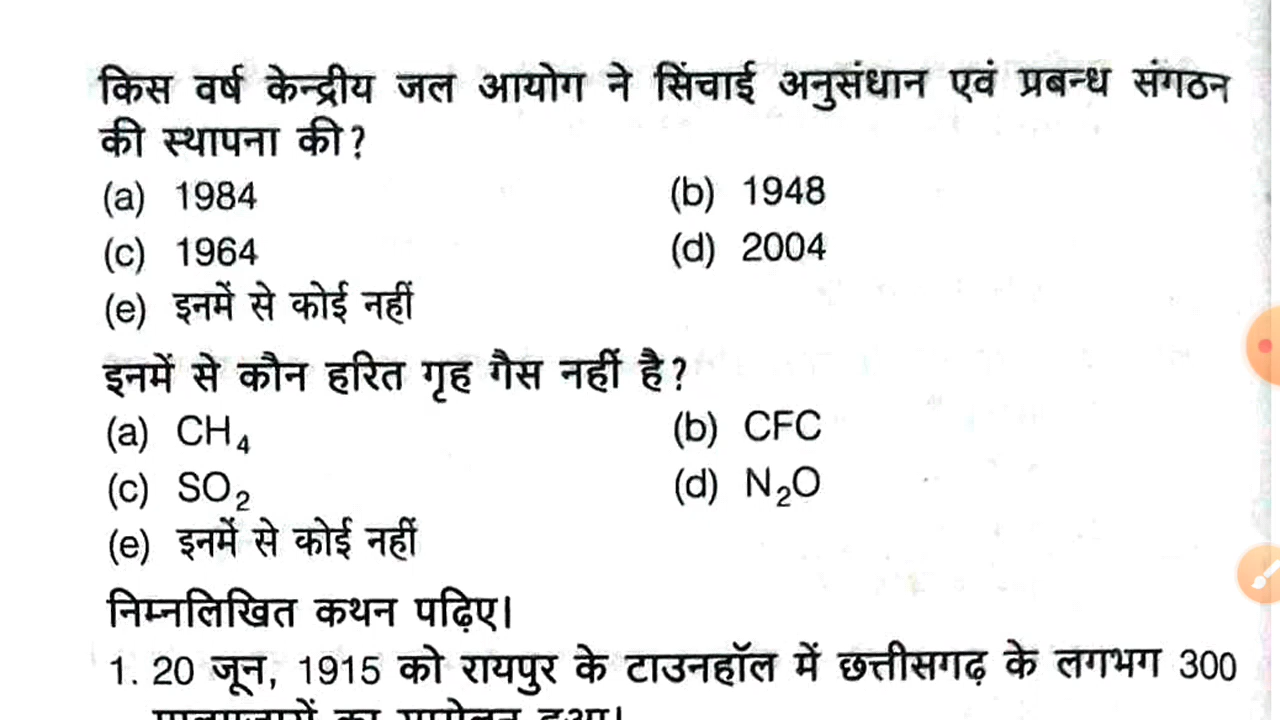 किस वर्ष केन्द्रीय जल आयोग ने सिंचाई अनुसंधान एवं प्रबन्ध संगठन
की स्थापना की?
(a) 1984 (b) 1948
(c) 1964 (d) 2004
(e) इनमें से कोई नहीं
इनमें से कौन हरित गृह गैस नहीं है?
(a) CH₄ (b) CFC
(c) SO₂ (d) N₂O
(e) इनमें से कोई नहीं
निम्नलिखित कथन पढ़िए।
1. 20 जून, 1915 को रायपुर के टाउनहॉल में छत्तीसगढ़ के लगभग 300